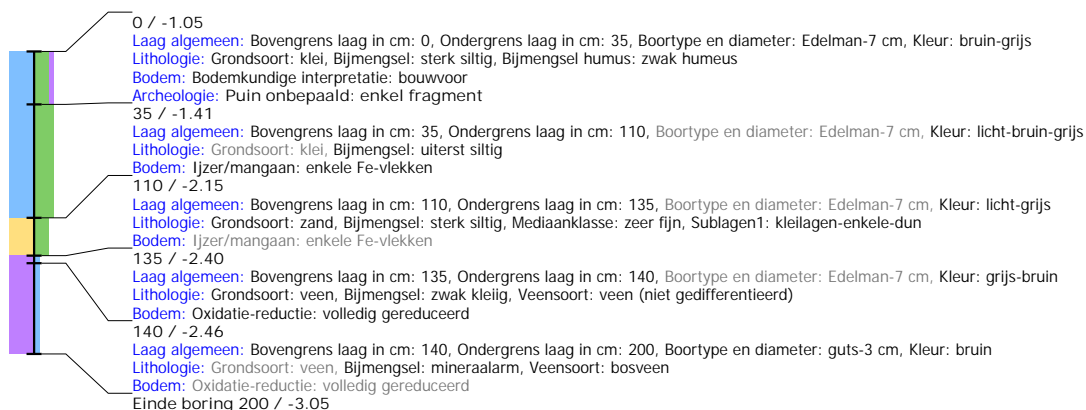 0 / -1.05
Laag algemeen: Bovengrens laag in cm: 0, Ondergrens laag in cm: 35, Boortype en diameter: Edelman-7 cm, Kleur: bruin-grijs
Lithologie: Grondsoort: klei, Bijmengsel: sterk siltig, Bijmengsel humus: zwak humeus
Bodem: Bodemkundige interpretatie: bouwvoor
Archeologie: Puin onbepaald: enkel fragment
35 / -1.41
Laag algemeen: Bovengrens laag in cm: 35, Ondergrens laag in cm: 110, Boortype en diameter: Edelman-7 cm, Kleur: licht-bruin-grijs
Lithologie: Grondsoort: klei, Bijmengsel: uiterst siltig
Bodem: Ijzer/mangaan: enkele Fe-vlekken
110 / -2.15
Laag algemeen: Bovengrens laag in cm: 110, Ondergrens laag in cm: 135, Boortype en diameter: Edelman-7 cm, Kleur: licht-grijs
Lithologie: Grondsoort: zand, Bijmengsel: sterk siltig, Mediaanklasse: zeer fijn, Sublagen1: kleilagen-enkele-dun
Bodem: Ijzer/mangaan: enkele Fe-vlekken
135 / -2.40
Laag algemeen: Bovengrens laag in cm: 135, Ondergrens laag in cm: 140, Boortype en diameter: Edelman-7 cm, Kleur: grijs-bruin
Lithologie: Grondsoort: veen, Bijmengsel: zwak kleiig, Veensoort: veen (niet gedifferentieerd)
Bodem: Oxidatie-reductie: volledig gereduceerd
140 / -2.46
Laag algemeen: Bovengrens laag in cm: 140, Ondergrens laag in cm: 200, Boortype en diameter: guts-3 cm, Kleur: bruin
Lithologie: Grondsoort: veen, Bijmengsel: mineraalarm, Veensoort: bosveen
Bodem: Oxidatie-reductie: volledig gereduceerd
Einde boring 200 / -3.05